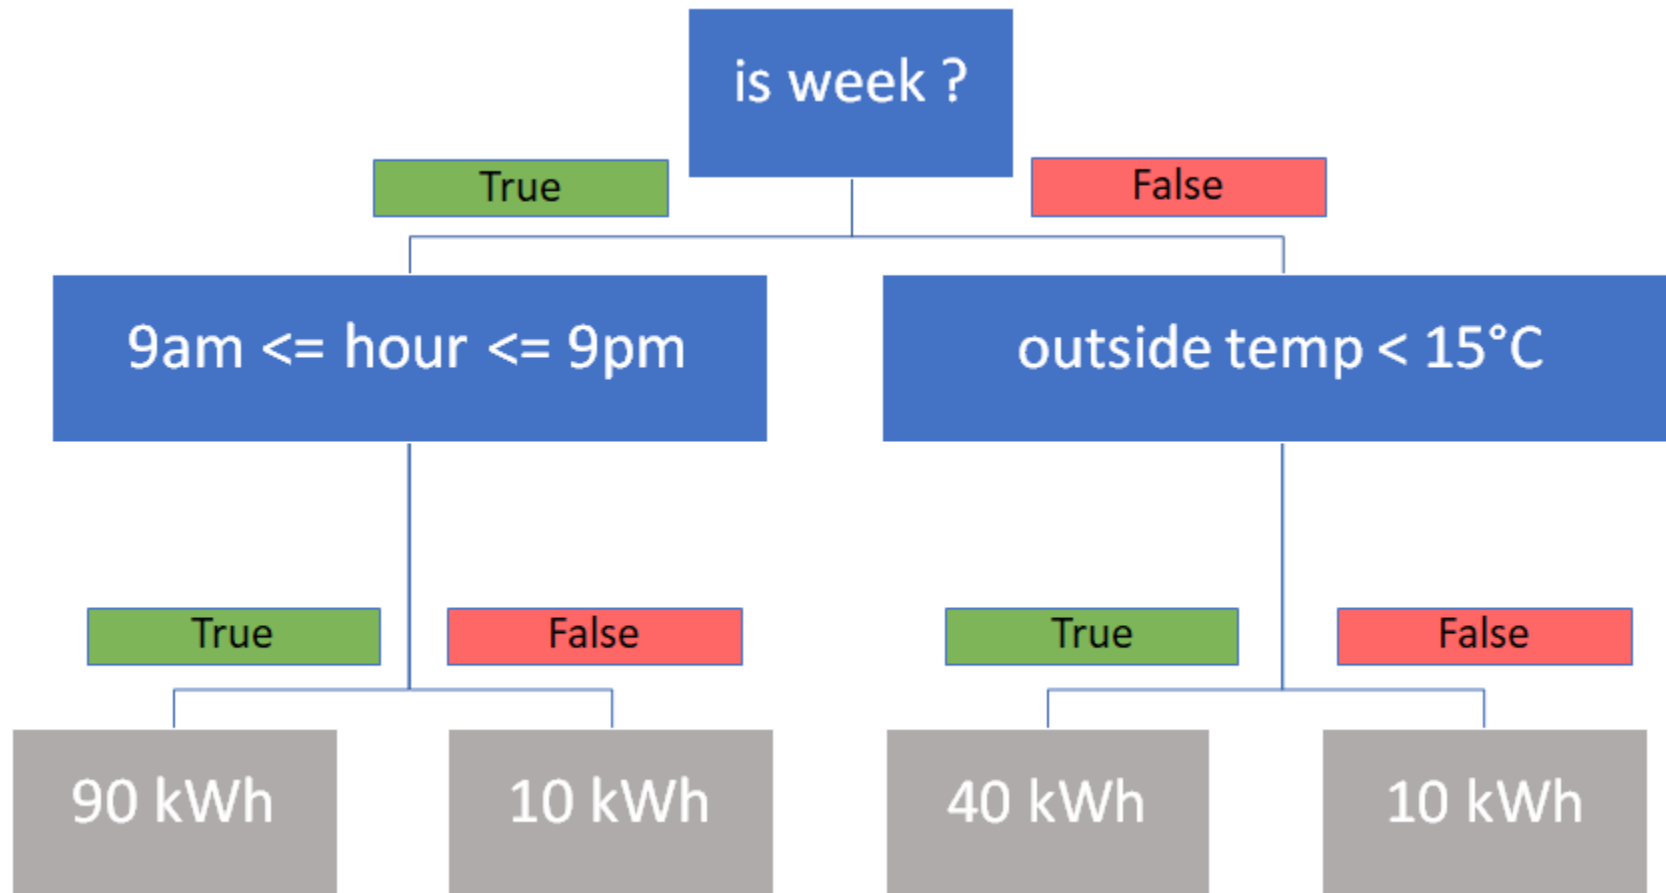 is week ?
True
False
9am <= hour <= 9pm
outside temp < 15°C
True
False
True
False
90 kWh
10 kWh
40 kWh
10 kWh